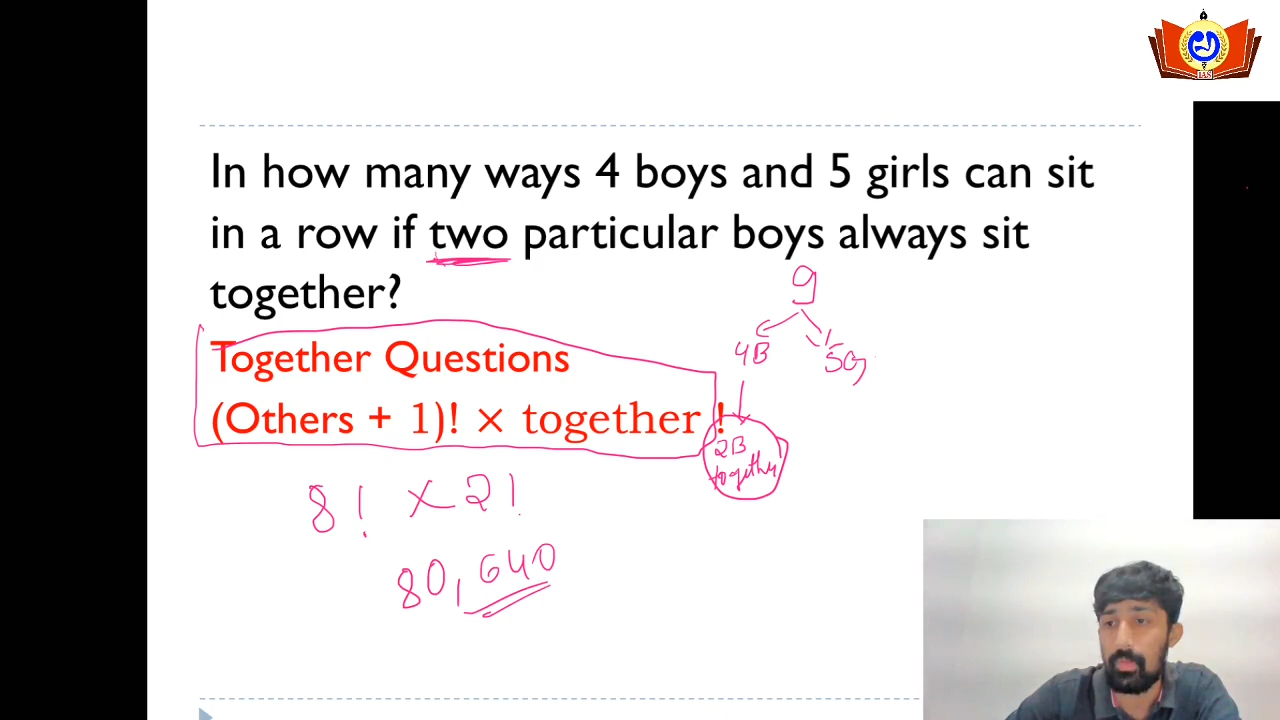 In how many ways 4 boys and 5 girls can sit
in a row if two particular boys always sit
together?
9
4B 5G
Together Questions
(Others + 1)! × together !
2B
together
8! × 2!
80,640